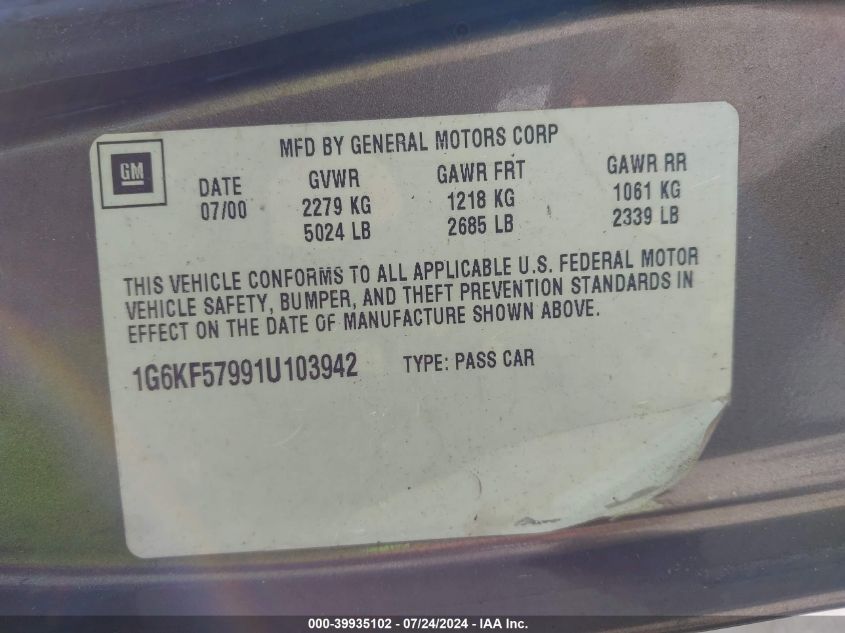 MFD BY GENERAL MOTORS CORP
GM
DATE GVWR GAWR FRT GAWR RR
07/00 2279 KG 1218 KG 1061 KG
5024 LB 2685 LB 2339 LB
THIS VEHICLE CONFORMS TO ALL APPLICABLE U.S. FEDERAL MOTOR
VEHICLE SAFETY, BUMPER, AND THEFT PREVENTION STANDARDS IN
EFFECT ON THE DATE OF MANUFACTURE SHOWN ABOVE.
1G6KF57991U103942 TYPE: PASS CAR
000-39935102 - 07/24/2024 - IAA Inc.